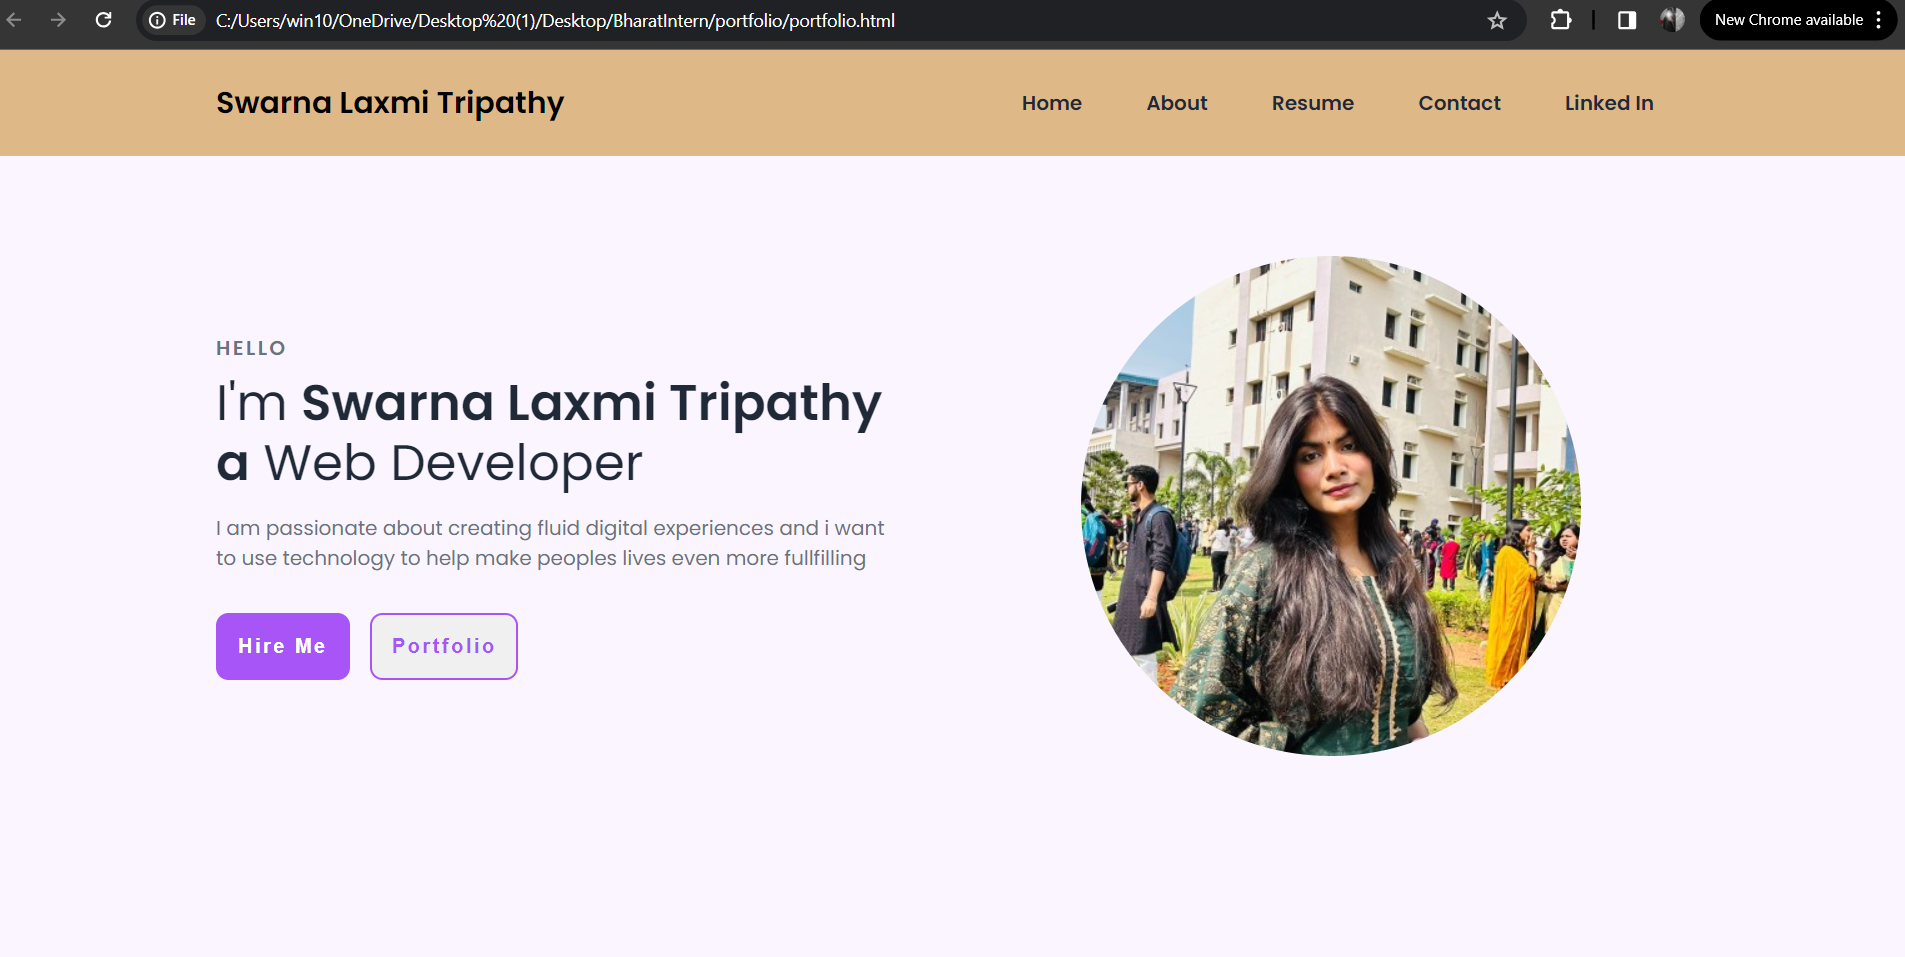 File C:/Users/win10/OneDrive/Desktop%20(1)/Desktop/BharatIntern/portfolio/portfolio.html New Chrome available
Swarna Laxmi Tripathy Home About Resume Contact Linked In
HELLO
I'm Swarna Laxmi Tripathy
a Web Developer
I am passionate about creating fluid digital experiences and i want
to use technology to help make peoples lives even more fullfilling
Hire Me Portfolio